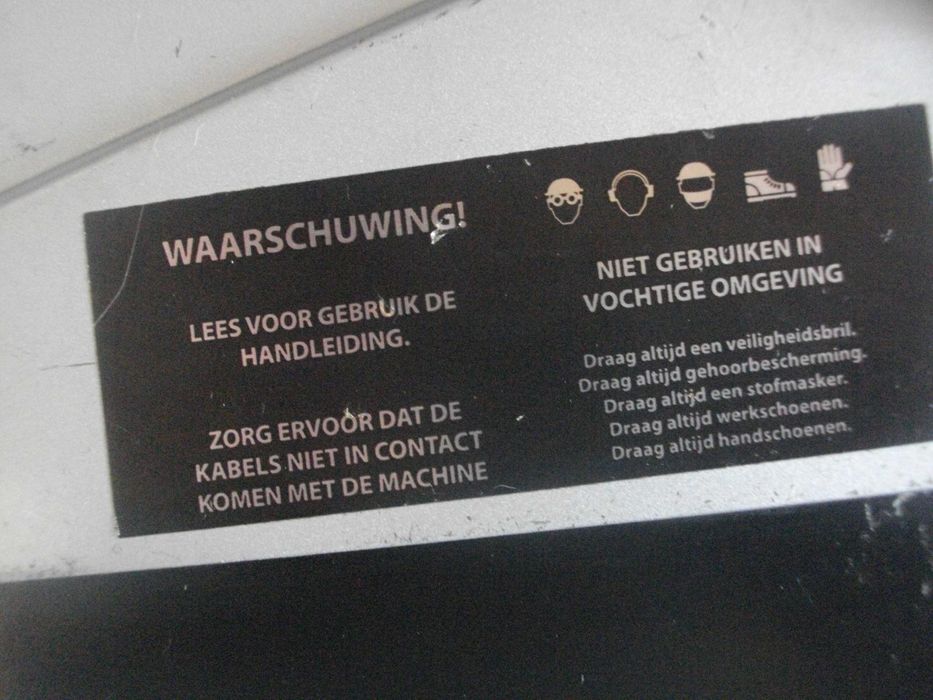 WAARSCHUWING!
LEES VOOR GEBRUIK DE
HANDLEIDING.
ZORG ERVOOR DAT DE
KABELS NIET IN CONTACT
KOMEN MET DE MACHINE
NIET GEBRUIKEN IN
VOCHTIGE OMGEVING
Draag altijd een veiligheidsbril.
Draag altijd gehoorbescherming.
Draag altijd een stofmasker.
Draag altijd werkschoenen.
Draag altijd handschoenen.